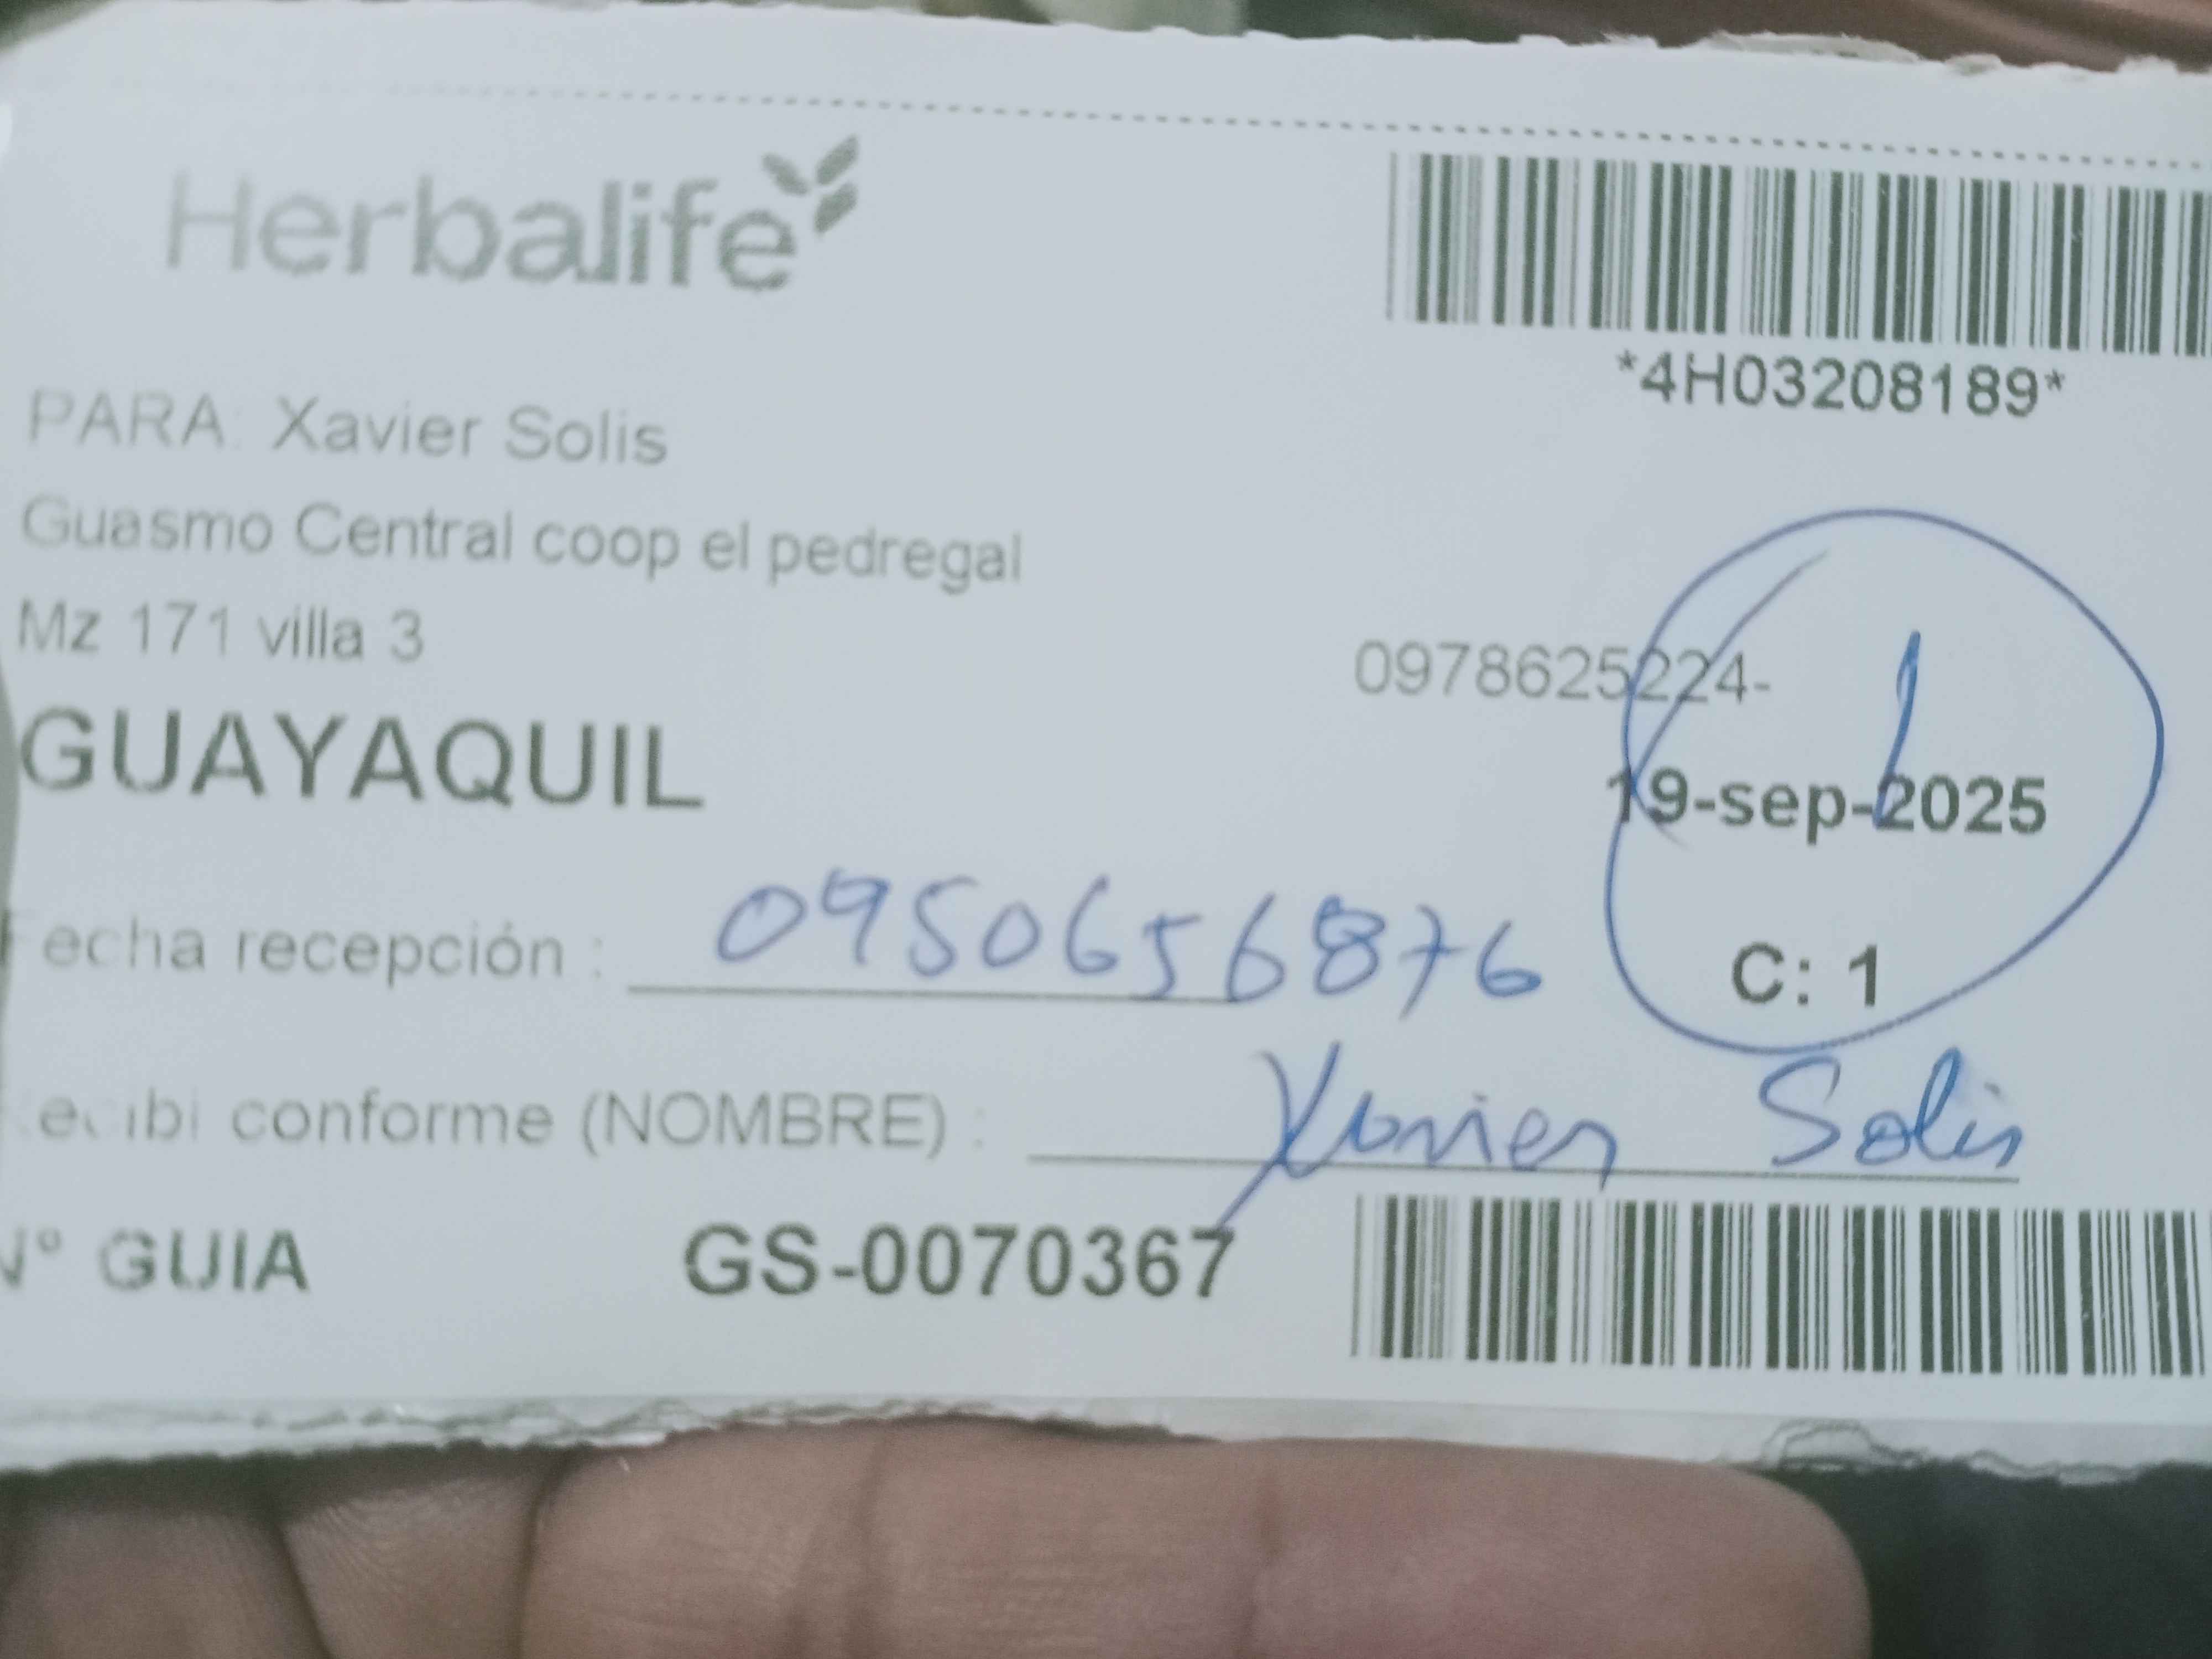 Herbalife
*4H03208189*
PARA: Xavier Solis
Guasmo Central coop el pedregal
Mz 171 villa 3
0978625224-
GUAYAQUIL
19-sep-2025
Fecha recepción : 0950656876
C: 1
ecibi conforme (NOMBRE) : Xavier Solis
N° GUIA GS-0070367